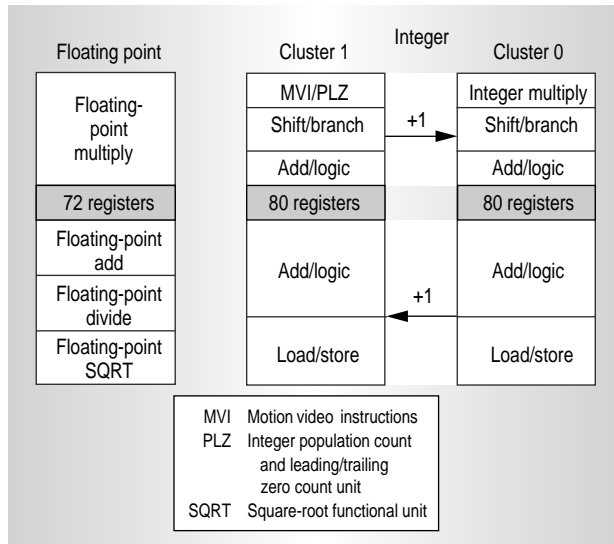 Floating point
Floating-
point
multiply
72 registers
Floating-point
add
Floating-point
divide
Floating-point
SQRT
Integer
Cluster 1
MVI/PLZ
Shift/branch
Add/logic
80 registers
Add/logic
Load/store
+1
+1
Cluster 0
Integer multiply
Shift/branch
Add/logic
80 registers
Add/logic
Load/store
MVI Motion video instructions
PLZ Integer population count
and leading/trailing
zero count unit
SQRT Square-root functional unit